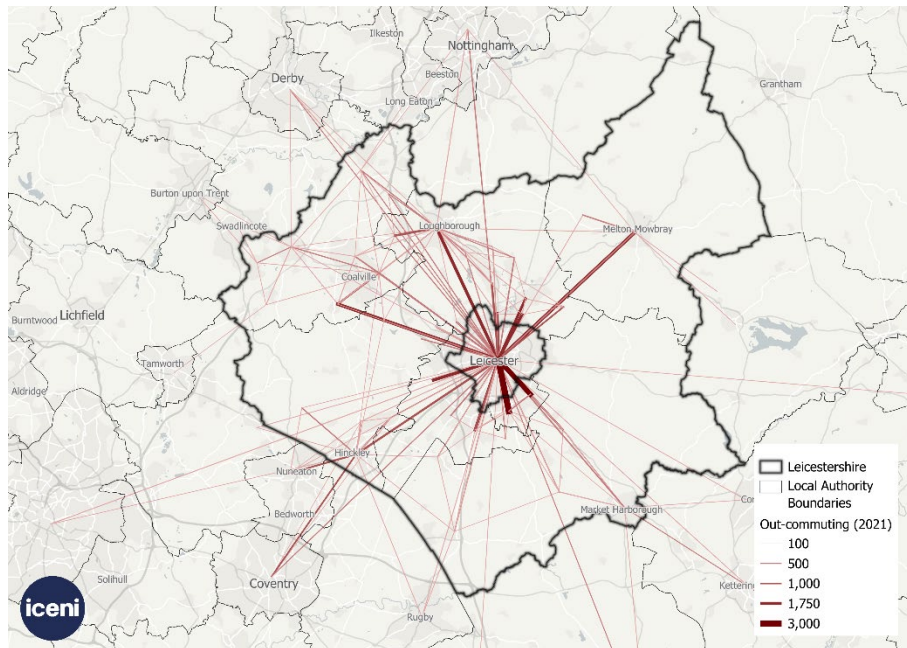 Ilkeston
Nottingham
Grantham
Derby
Beeston
Long Eaton
Burton upon Trent
Swadlincote
Loughborough
Melton Mowbray
Coalville
Burntwood
Lichfield
Tamworth
Leicester
Aldridge
Hinckley
Nuneaton
Bedworth
Market Harborough
Solihull
Coventry
Rugby
Kettering
Leicestershire
Local Authority
Boundaries
Out-commuting (2021)
100
500
1,000
1,750
3,000
iceni